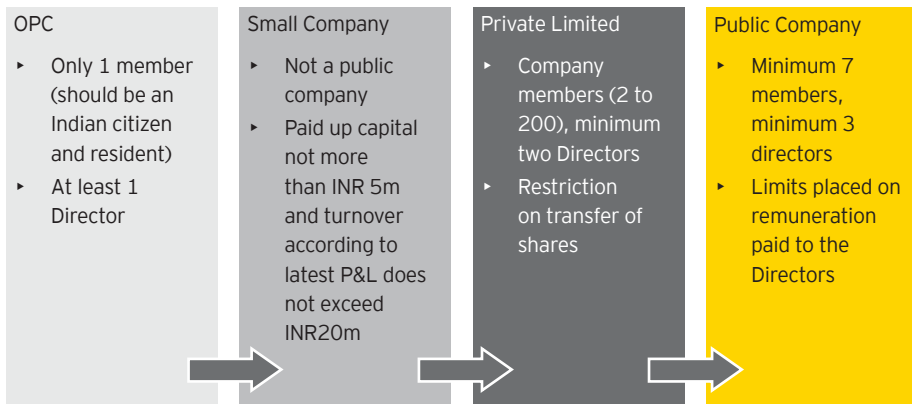 OPC
‣ Only 1 member
(should be an
Indian citizen
and resident)
‣ At least 1
Director
Small Company
‣ Not a public
company
‣ Paid up capital
not more
than INR 5m
and turnover
according to
latest P&L does
not exceed
INR20m
Private Limited
‣ Company
members (2 to
200), minimum
two Directors
‣ Restriction
on transfer of
shares
Public Company
‣ Minimum 7
members,
minimum 3
directors
‣ Limits placed on
remuneration
paid to the
Directors